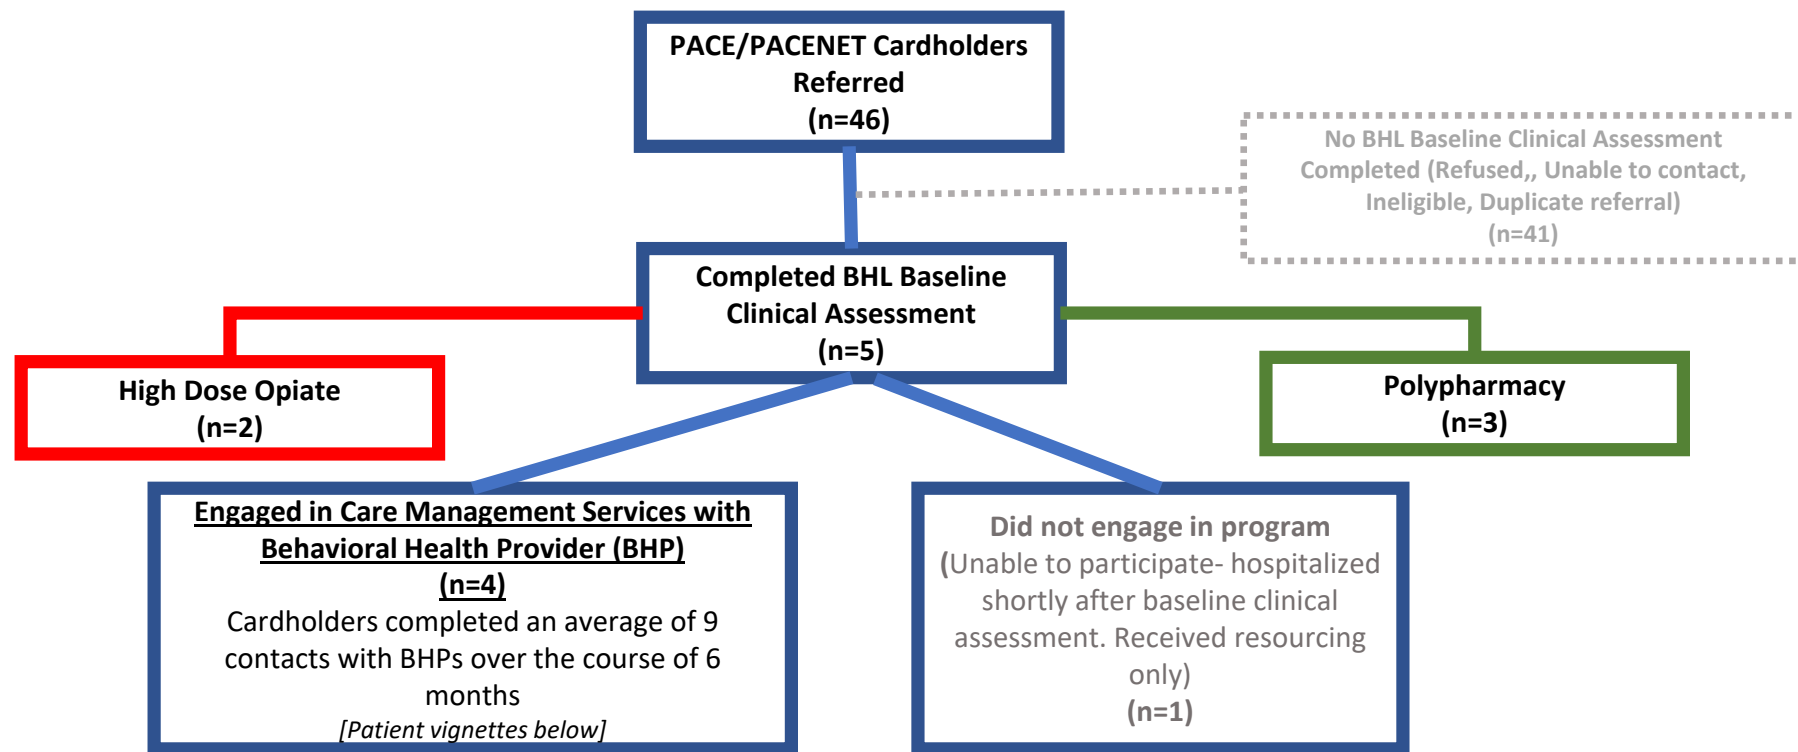 PACE/PACENET Cardholders
Referred
(n=46)
No BHL Baseline Clinical Assessment
Completed (Refused,, Unable to contact,
Ineligible, Duplicate referral)
(n=41)
Completed BHL Baseline
Clinical Assessment
(n=5)
High Dose Opiate
(n=2)
Polypharmacy
(n=3)
Engaged in Care Management Services with
Behavioral Health Provider (BHP)
(n=4)
Cardholders completed an average of 9
contacts with BHPs over the course of 6
months
[Patient vignettes below]
Did not engage in program
(Unable to participate- hospitalized
shortly after baseline clinical
assessment. Received resourcing
only)
(n=1)